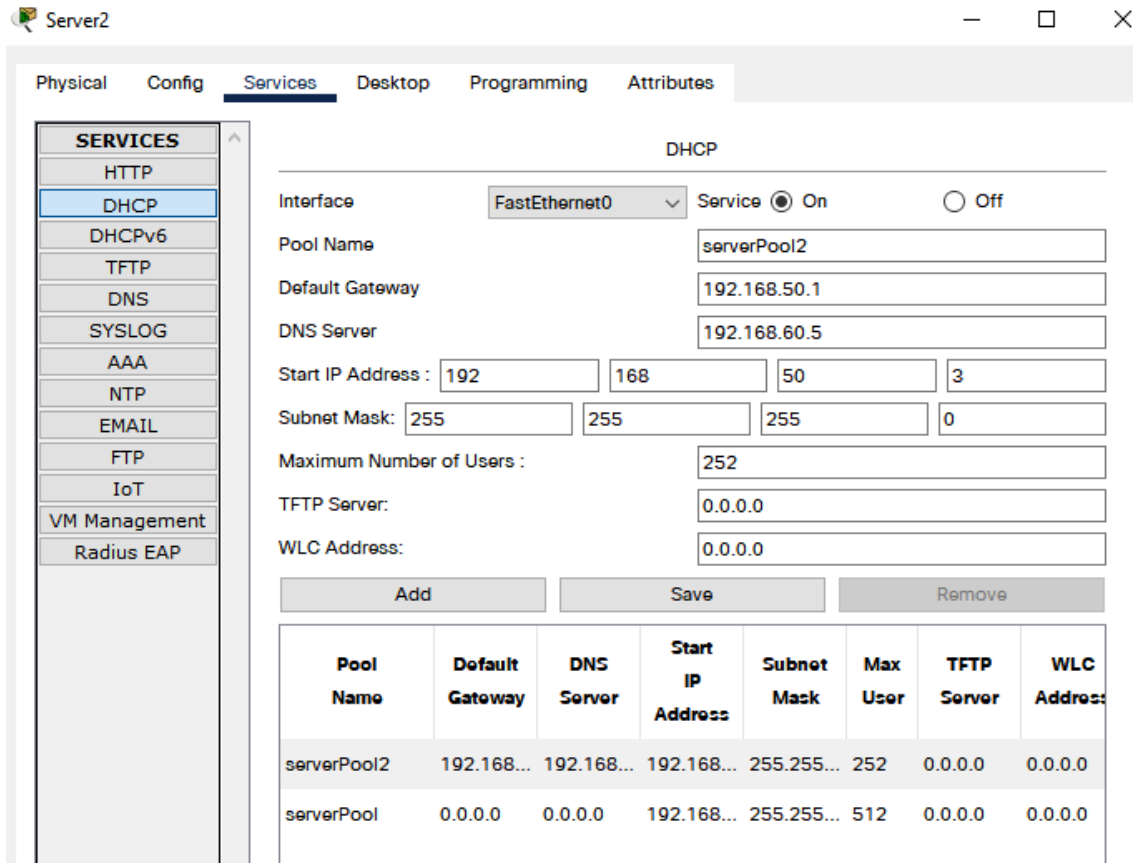 Server2
Physical Config Services Desktop Programming Attributes
SERVICES
HTTP
DHCP
DHCPv6
TFTP
DNS
SYSLOG
AAA
NTP
EMAIL
FTP
IoT
VM Management
Radius EAP
DHCP
Interface FastEthernet0 Service On Off
Pool Name serverPool2
Default Gateway 192.168.50.1
DNS Server 192.168.60.5
Start IP Address : 192 168 50 3
Subnet Mask: 255 255 255 0
Maximum Number of Users : 252
TFTP Server: 0.0.0.0
WLC Address: 0.0.0.0
Add Save Remove
Pool Name Default Gateway DNS Server Start IP Address Subnet Mask Max User TFTP Server WLC Address
serverPool2 192.168... 192.168... 192.168... 255.255... 252 0.0.0.0 0.0.0.0
serverPool 0.0.0.0 0.0.0.0 192.168... 255.255... 512 0.0.0.0 0.0.0.0